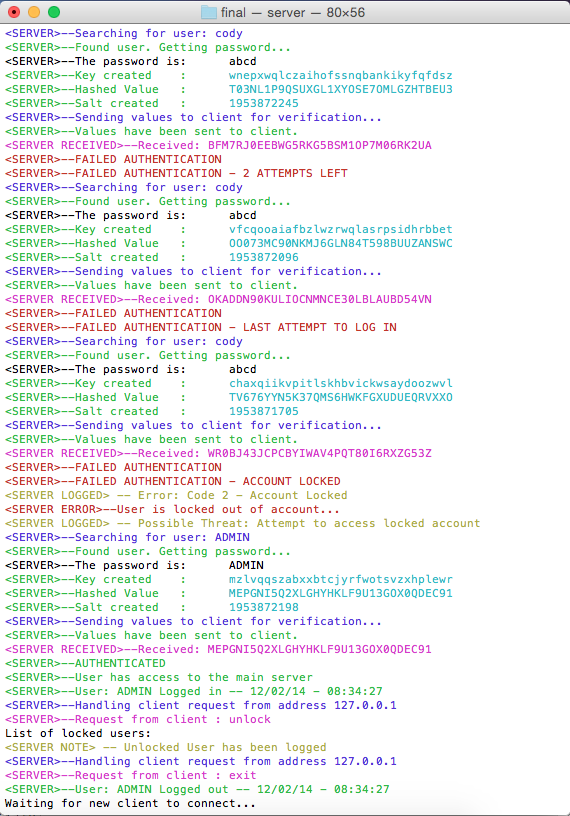 final — server — 80×56
<SERVER>--Searching for user: cody
<SERVER>--Found user. Getting password...
<SERVER>--The password is:      abcd
<SERVER>--Key created    :      wnepxwqlczaihofssnqbankikyfqfdsz
<SERVER>--Hashed Value   :      T03NL1P9QSUXGL1XYOSE7OMLGZHTBEU3
<SERVER>--Salt created   :      1953872245
<SERVER>--Sending values to client for verification...
<SERVER>--Values have been sent to client.
<SERVER RECEIVED>--Received: BFM7RJ0EEBWG5RKG5BSM1OP7M06RK2UA
<SERVER>--FAILED AUTHENTICATION
<SERVER>--FAILED AUTHENTICATION - 2 ATTEMPTS LEFT
<SERVER>--Searching for user: cody
<SERVER>--Found user. Getting password...
<SERVER>--The password is:      abcd
<SERVER>--Key created    :      vfcqooaiafbzlwzrwqlasrpsidhrbbet
<SERVER>--Hashed Value   :      OO073MC90NKMJ6GLN84T598BUUZANSWC
<SERVER>--Salt created   :      1953872096
<SERVER>--Sending values to client for verification...
<SERVER>--Values have been sent to client.
<SERVER RECEIVED>--Received: OKADDN90KULIOCNMNCE30LBLAUBD54VN
<SERVER>--FAILED AUTHENTICATION
<SERVER>--FAILED AUTHENTICATION - LAST ATTEMPT TO LOG IN
<SERVER>--Searching for user: cody
<SERVER>--Found user. Getting password...
<SERVER>--The password is:      abcd
<SERVER>--Key created    :      chaxqiikvpitlskhbvickwsaydoozwvl
<SERVER>--Hashed Value   :      TV676YYN5K37QMS6HWKFGXUDUEQRVXXO
<SERVER>--Salt created   :      1953871705
<SERVER>--Sending values to client for verification...
<SERVER>--Values have been sent to client.
<SERVER RECEIVED>--Received: WR0BJ43JCPCBYIWAV4PQT80I6RXZG53Z
<SERVER>--FAILED AUTHENTICATION
<SERVER>--FAILED AUTHENTICATION - ACCOUNT LOCKED
<SERVER LOGGED> -- Error: Code 2 - Account Locked
<SERVER ERROR>--User is locked out of account...
<SERVER LOGGED> -- Possible Threat: Attempt to access locked account
<SERVER>--Searching for user: ADMIN
<SERVER>--Found user. Getting password...
<SERVER>--The password is:      ADMIN
<SERVER>--Key created    :      mzlvqqszabxxbtcjyrfwotsvzxhplewr
<SERVER>--Hashed Value   :      MEPGNI5Q2XLGHYHKLF9U13GOX0QDEC91
<SERVER>--Salt created   :      1953872198
<SERVER>--Sending values to client for verification...
<SERVER>--Values have been sent to client.
<SERVER RECEIVED>--Received: MEPGNI5Q2XLGHYHKLF9U13GOX0QDEC91
<SERVER>--AUTHENTICATED
<SERVER>--User has access to the main server
<SERVER>--User: ADMIN Logged in -- 12/02/14 - 08:34:27
<SERVER>--Handling client request from address 127.0.0.1
<SERVER>--Request from client : unlock
List of locked users:
<SERVER NOTE> -- Unlocked User has been logged
<SERVER>--Handling client request from address 127.0.0.1
<SERVER>--Request from client : exit
<SERVER>--User: ADMIN Logged out -- 12/02/14 - 08:34:27
Waiting for new client to connect...